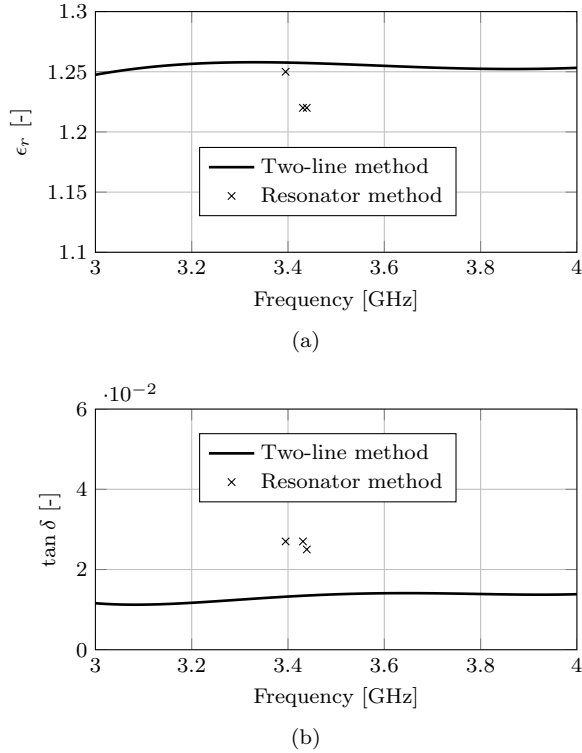 1.3
1.25
1.2
1.15
1.1
ϵr [-]
Two-line method
Resonator method
3 3.2 3.4 3.6 3.8 4
Frequency [GHz]
(a)
·10−2
6
4
2
0
tan δ [-]
Two-line method
Resonator method
3 3.2 3.4 3.6 3.8 4
Frequency [GHz]
(b)